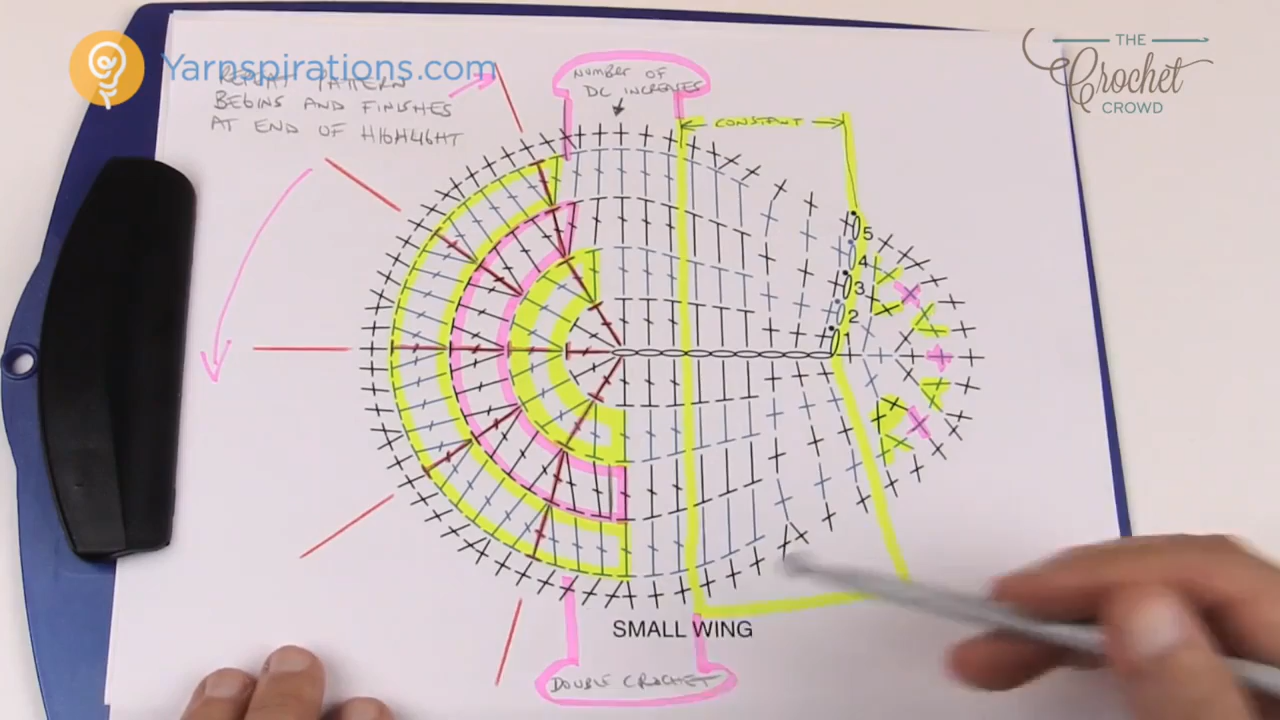 Yarnspirations.com
REPEAT PATTERN
BEGINS AND FINISHES
AT END OF HIGHLIGHT
NUMBER OF
DC INCREASES
CONSTANT
THE
Crochet
CROWD
5
4
3
2
1
SMALL WING
DOUBLE CROCHET